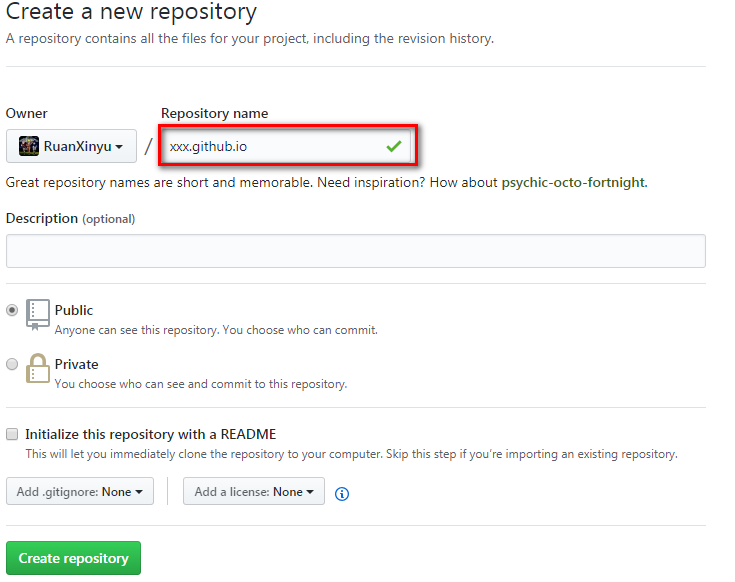 Create a new repository
A repository contains all the files for your project, including the revision history.
Owner Repository name
RuanXinyu / xxx.github.io
Great repository names are short and memorable. Need inspiration? How about psychic-octo-fortnight.
Description (optional)
Public
Anyone can see this repository. You choose who can commit.
Private
You choose who can see and commit to this repository.
Initialize this repository with a README
This will let you immediately clone the repository to your computer. Skip this step if you’re importing an existing repository.
Add .gitignore: None Add a license: None
Create repository